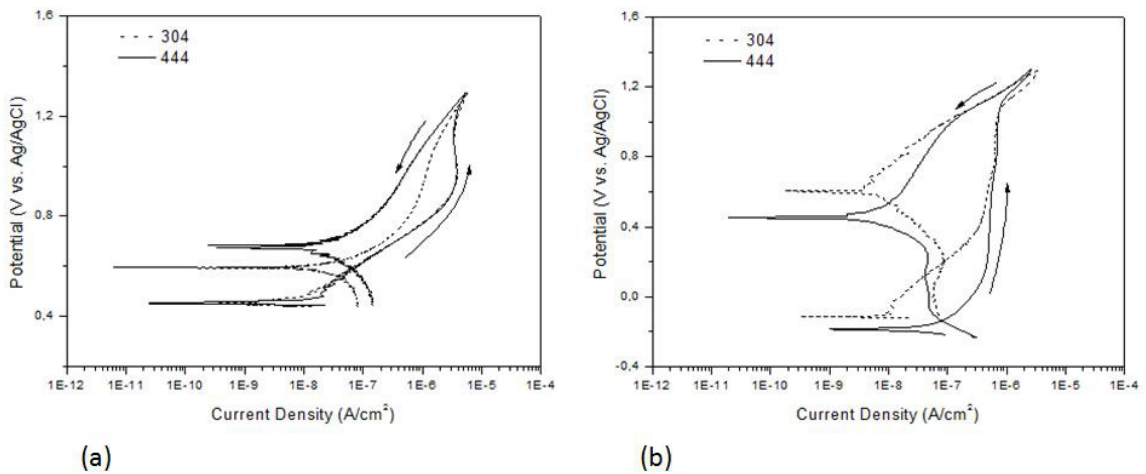 1,6
1,2
0,8
0,4
Potential (V vs. Ag/AgCl)
304
444
1E-12 1E-11 1E-10 1E-9 1E-8 1E-7 1E-6 1E-5 1E-4
Current Density (A/cm²)
(a)
1,6
1,2
0,8
0,4
0,0
-0,4
Potential (V vs. Ag/AgCl)
304
444
1E-12 1E-11 1E-10 1E-9 1E-8 1E-7 1E-6 1E-5 1E-4
Current Density (A/cm²)
(b)